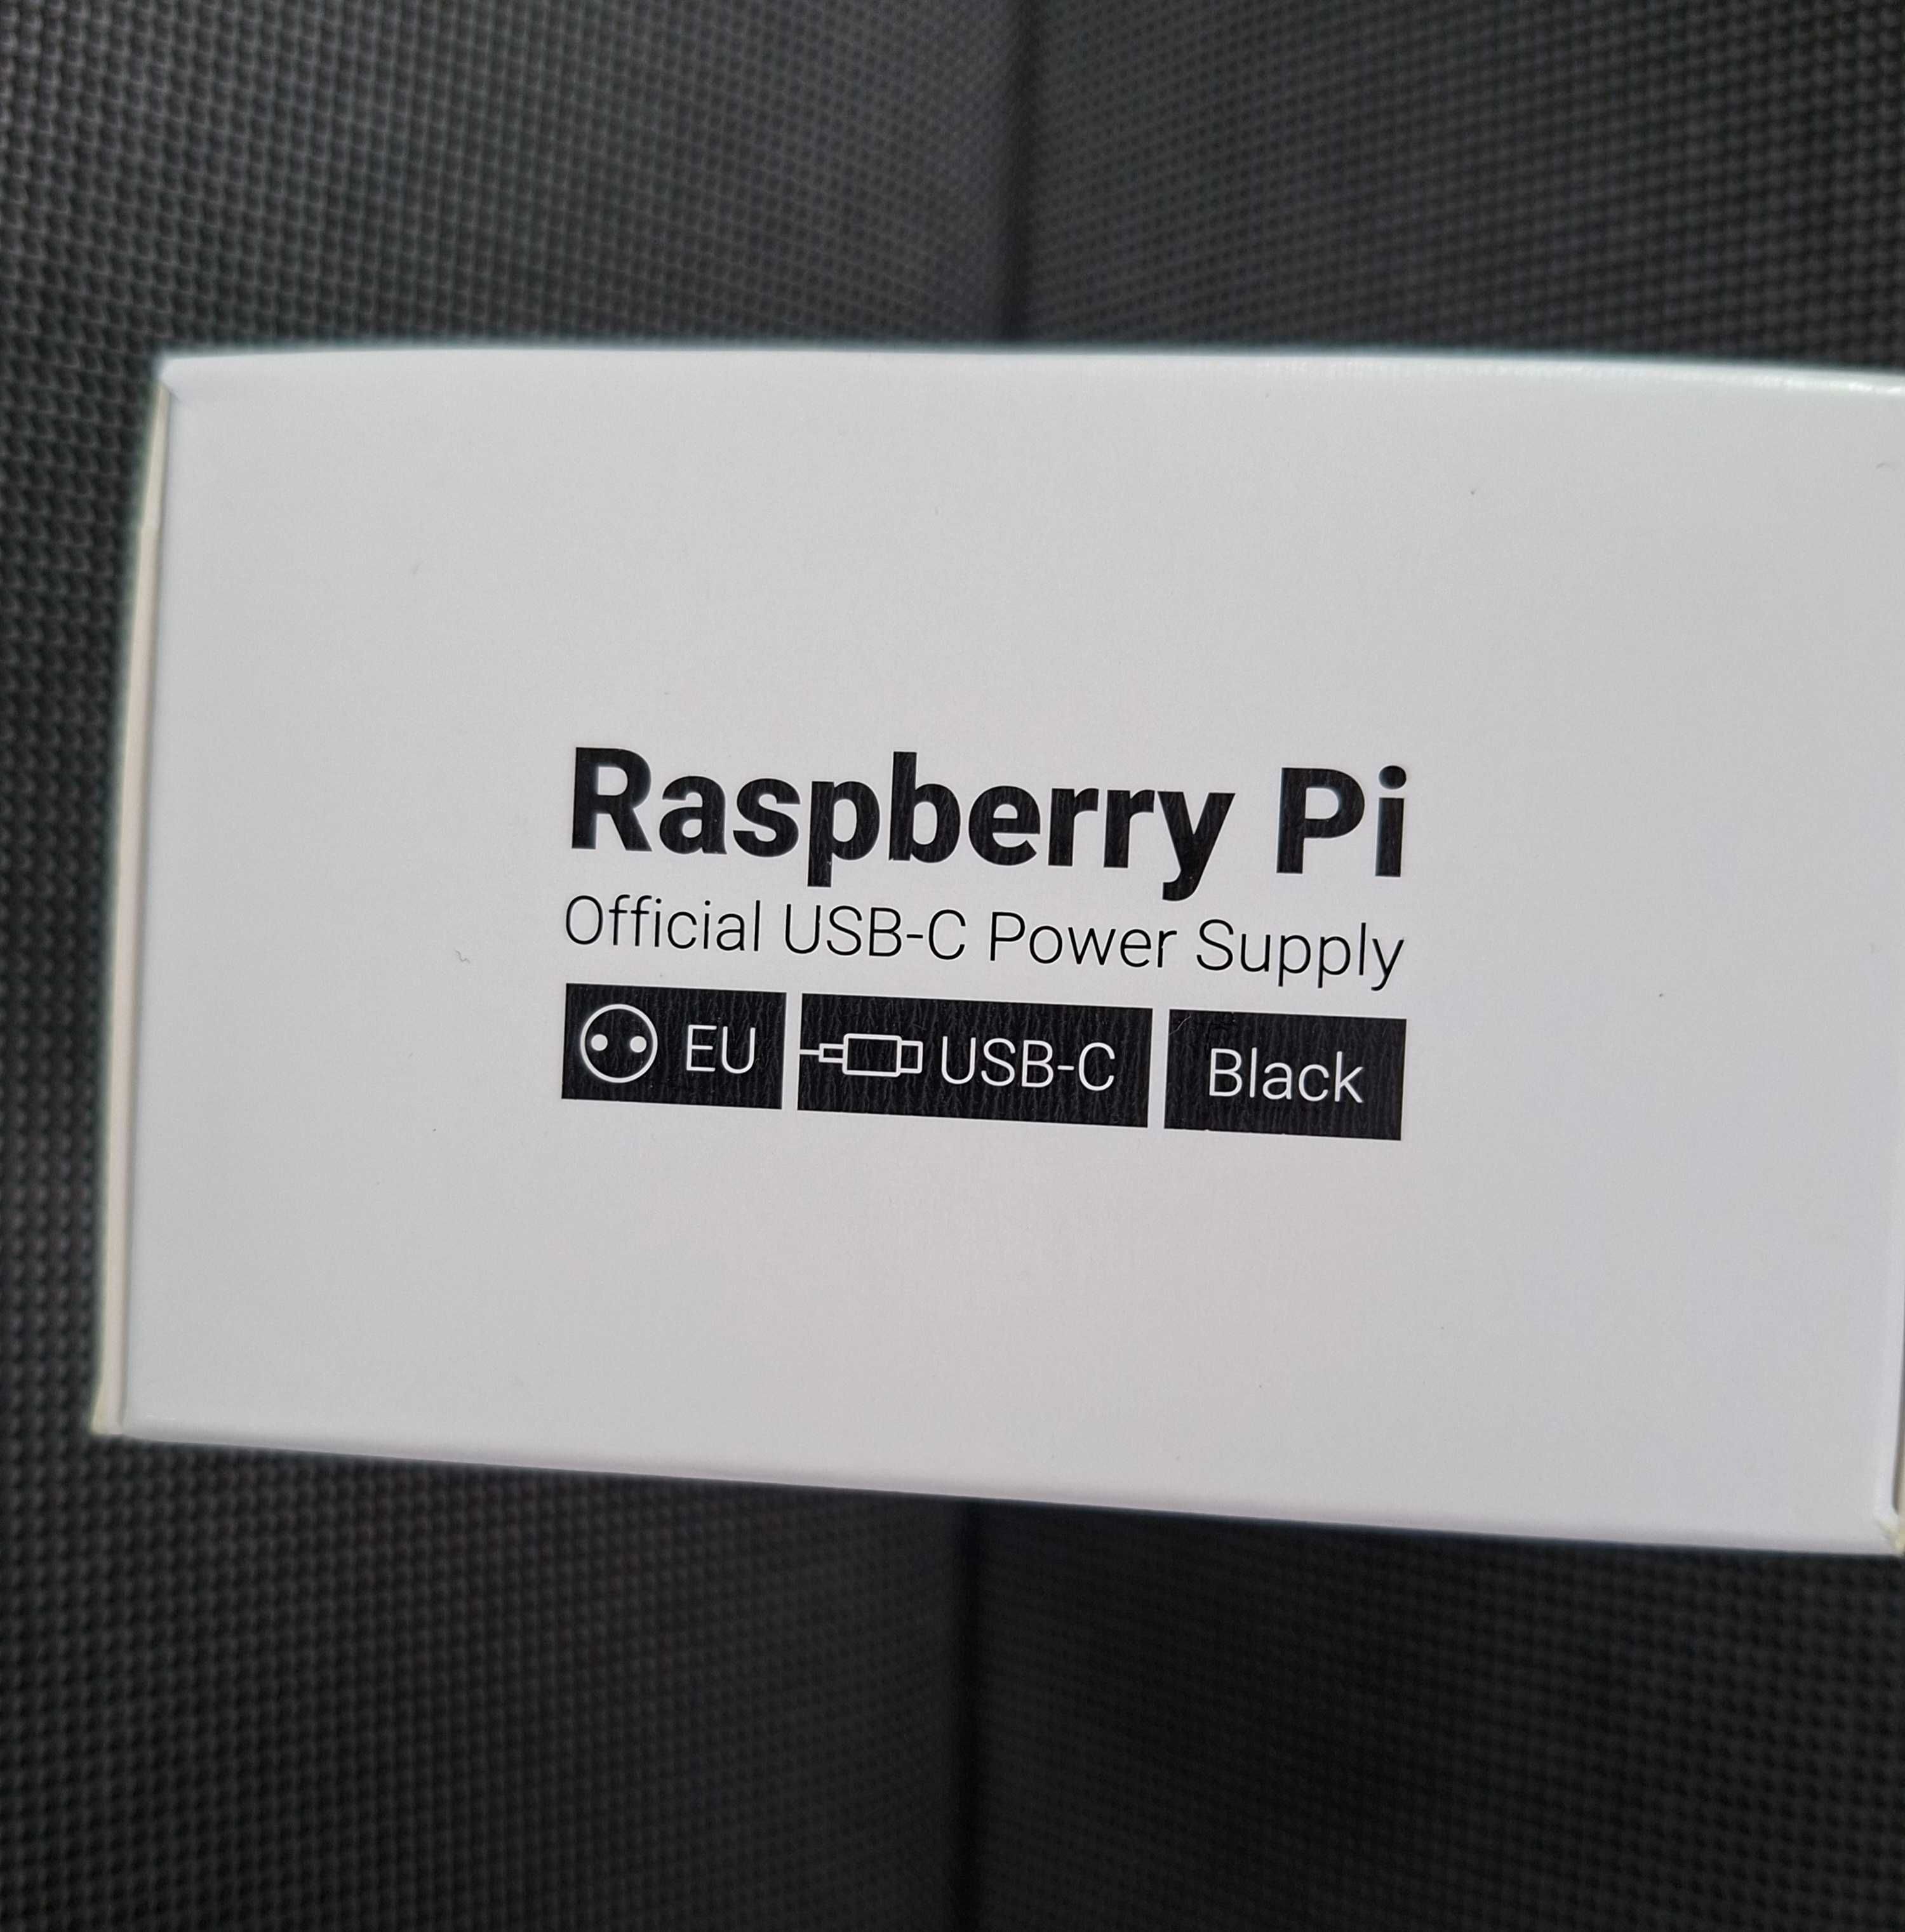 Raspberry Pi
Official USB-C Power Supply
EU USB-C Black